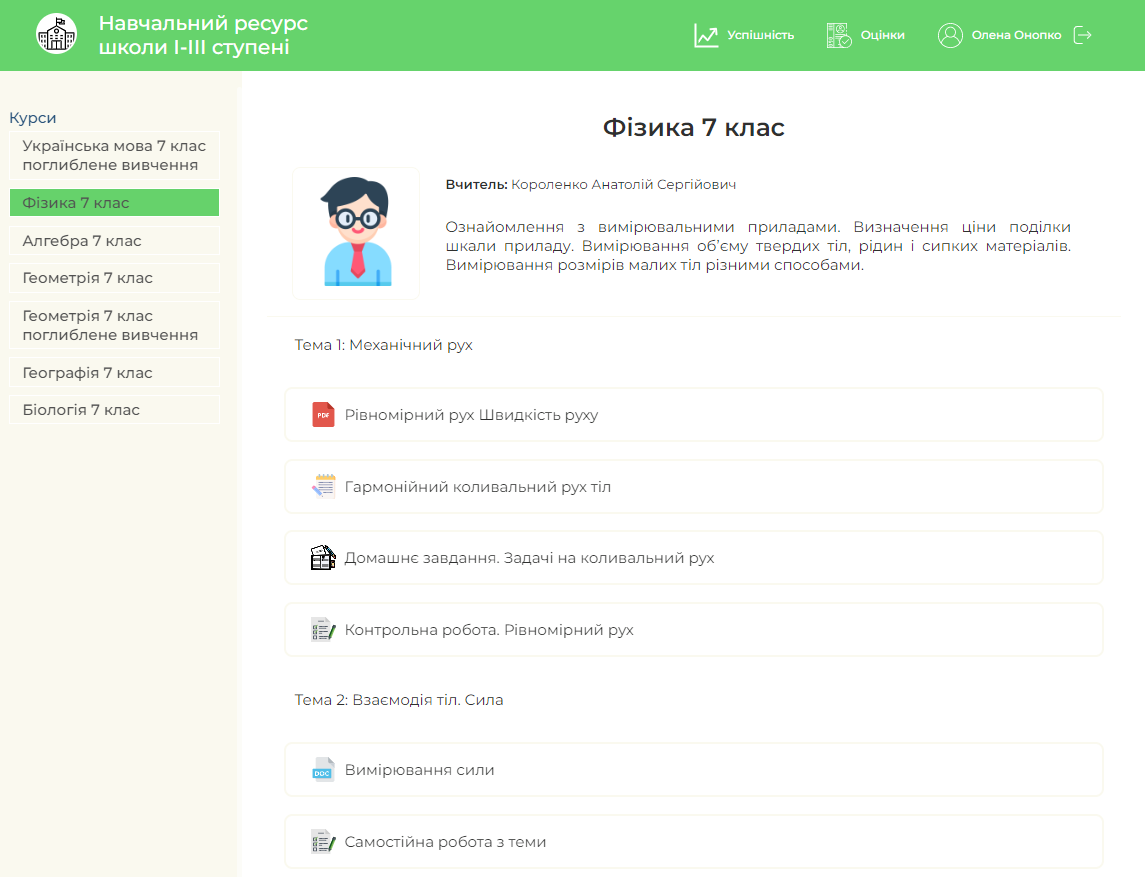 Навчальний ресурс
школи І-ІІІ ступені
Успішність
Оцінки
Олена Онопко
Курси
Українська мова 7 клас
поглиблене вивчення
Фізика 7 клас
Алгебра 7 клас
Геометрія 7 клас
Геометрія 7 клас
поглиблене вивчення
Географія 7 клас
Біологія 7 клас
Фізика 7 клас
Вчитель: Короленко Анатолій Сергійович
Ознайомлення з вимірювальними приладами. Визначення ціни поділки
шкали приладу. Вимірювання об’єму твердих тіл, рідин і сипких матеріалів.
Вимірювання розмірів малих тіл різними способами.
Тема 1: Механічний рух
PDF
Рівномірний рух Швидкість руху
Гармонійний коливальний рух тіл
Домашнє завдання. Задачі на коливальний рух
Контрольна робота. Рівномірний рух
Тема 2: Взаємодія тіл. Сила
DOC
Вимірювання сили
Самостійна робота з теми